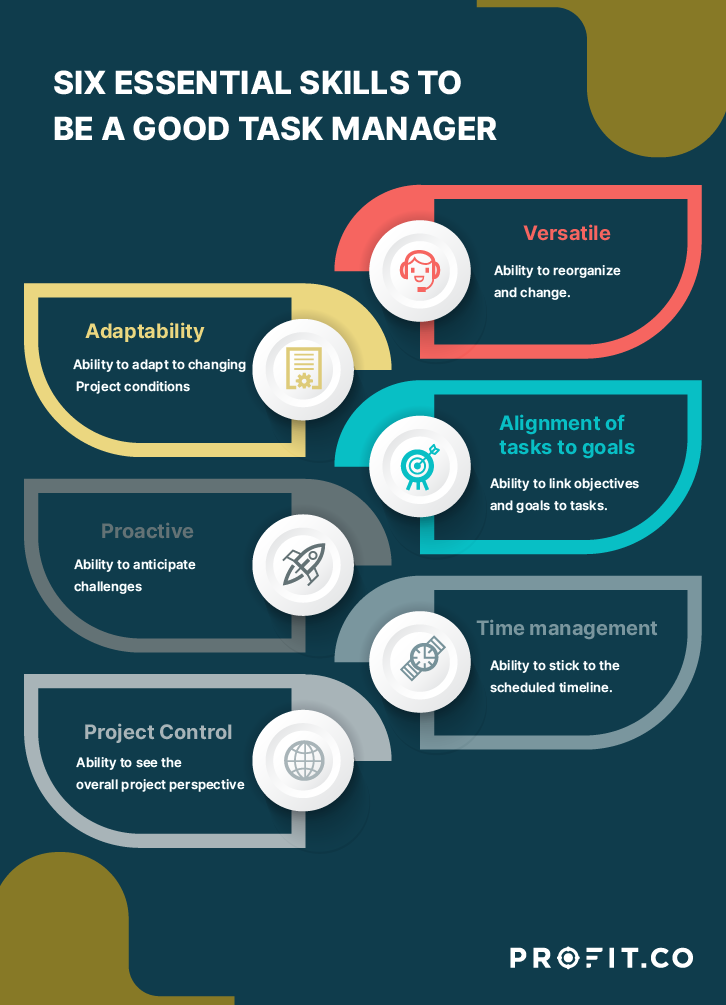 SIX ESSENTIAL SKILLS TO
BE A GOOD TASK MANAGER
Versatile
Ability to reorganize
and change.
Adaptability
Ability to adapt to changing
Project conditions
Alignment of
tasks to goals
Ability to link objectives
and goals to tasks.
Proactive
Ability to anticipate
challenges
Time management
Ability to stick to the
scheduled timeline.
Project Control
Ability to see the
overall project perspective
PROFIT.CO